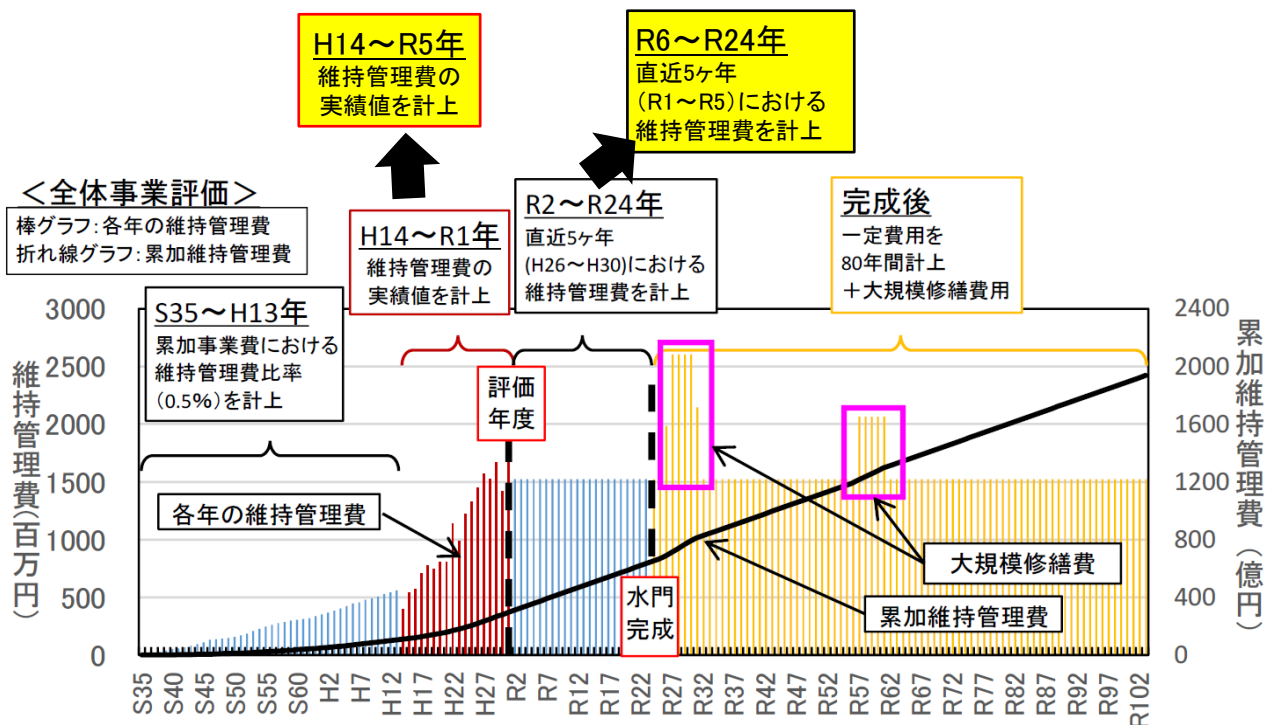 H14～R5年
維持管理費の
実績値を計上
R6～R24年
直近5ヶ年
(R1～R5)における
維持管理費を計上
＜全体事業評価＞
棒グラフ：各年の維持管理費
折れ線グラフ：累加維持管理費
S35～H13年
累加事業費における
維持管理費比率
(0.5%)を計上
H14～R1年
維持管理費の
実績値を計上
R2～R24年
直近5ヶ年
(H26～H30)における
維持管理費を計上
完成後
一定費用を
80年間計上
＋大規模修繕費用
評価
年度
各年の維持管理費
水門
完成
大規模修繕費
累加維持管理費
維持管理費(百万円)
3000
2500
2000
1500
1000
500
0
累加維持管理費（億円）
2400
2000
1600
1200
800
400
0
S35 S40 S45 S50 S55 S60 H2 H7 H12 H17 H22 H27 R2 R7 R12 R17 R22 R27 R32 R37 R42 R47 R52 R57 R62 R67 R72 R77 R82 R87 R92 R97 R102